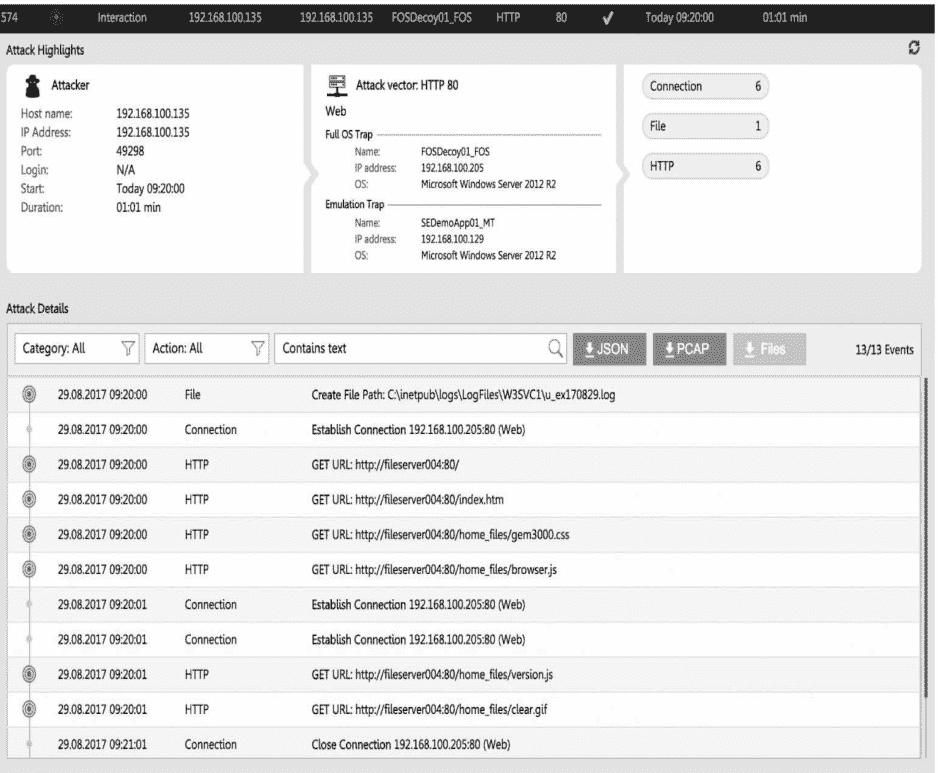 574 Interaction 192.168.100.135 192.168.100.135 FOSDecoy01_FOS HTTP 80 ✓ Today 09:20:00 01:01 min
Attack Highlights
Attacker
Host name: 192.168.100.135
IP Address: 192.168.100.135
Port: 49298
Login: N/A
Start: Today 09:20:00
Duration: 01:01 min
Attack vector: HTTP 80
Web
Full OS Trap
Name: FOSDecoy01_FOS
IP address: 192.168.100.205
OS: Microsoft Windows Server 2012 R2
Emulation Trap
Name: SEDemoApp01_MT
IP address: 192.168.100.129
OS: Microsoft Windows Server 2012 R2
Connection 6
File 1
HTTP 6
Attack Details
Category: All Action: All Contains text JSON PCAP Files 13/13 Events
29.08.2017 09:20:00 File Create File Path: C:\inetpub\logs\LogFiles\W3SVC1\u_ex170829.log
29.08.2017 09:20:00 Connection Establish Connection 192.168.100.205:80 (Web)
29.08.2017 09:20:00 HTTP GET URL: http://fileserver004:80/
29.08.2017 09:20:00 HTTP GET URL: http://fileserver004:80/index.htm
29.08.2017 09:20:00 HTTP GET URL: http://fileserver004:80/home_files/gem3000.css
29.08.2017 09:20:00 HTTP GET URL: http://fileserver004:80/home_files/browser.js
29.08.2017 09:20:01 Connection Establish Connection 192.168.100.205:80 (Web)
29.08.2017 09:20:01 Connection Establish Connection 192.168.100.205:80 (Web)
29.08.2017 09:20:01 HTTP GET URL: http://fileserver004:80/home_files/version.js
29.08.2017 09:20:01 HTTP GET URL: http://fileserver004:80/home_files/clear.gif
29.08.2017 09:21:01 Connection Close Connection 192.168.100.205:80 (Web)